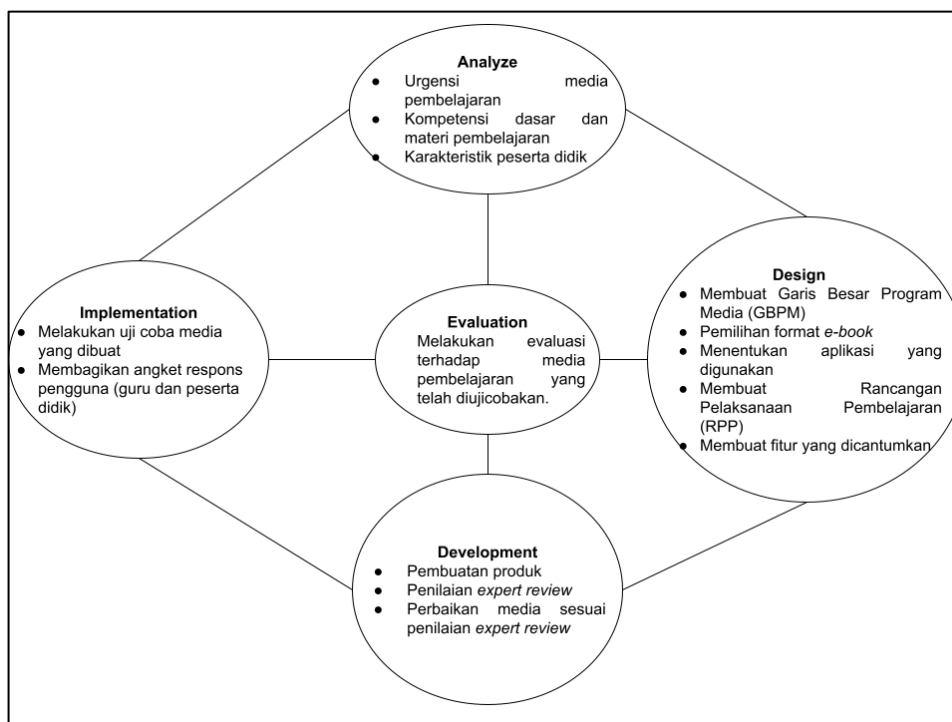 Analyze
● Urgensi media
pembelajaran
● Kompetensi dasar dan
materi pembelajaran
● Karakteristik peserta didik
Implementation
● Melakukan uji coba media
yang dibuat
● Membagikan angket respons
pengguna (guru dan peserta
didik)
Evaluation
Melakukan evaluasi
terhadap media
pembelajaran yang
telah diujicobakan.
Design
● Membuat Garis Besar Program
Media (GBPM)
● Pemilihan format e-book
● Menentukan aplikasi yang
digunakan
● Membuat Rancangan
Pelaksanaan Pembelajaran
(RPP)
● Membuat fitur yang dicantumkan
Development
● Pembuatan produk
● Penilaian expert review
● Perbaikan media sesuai
penilaian expert review